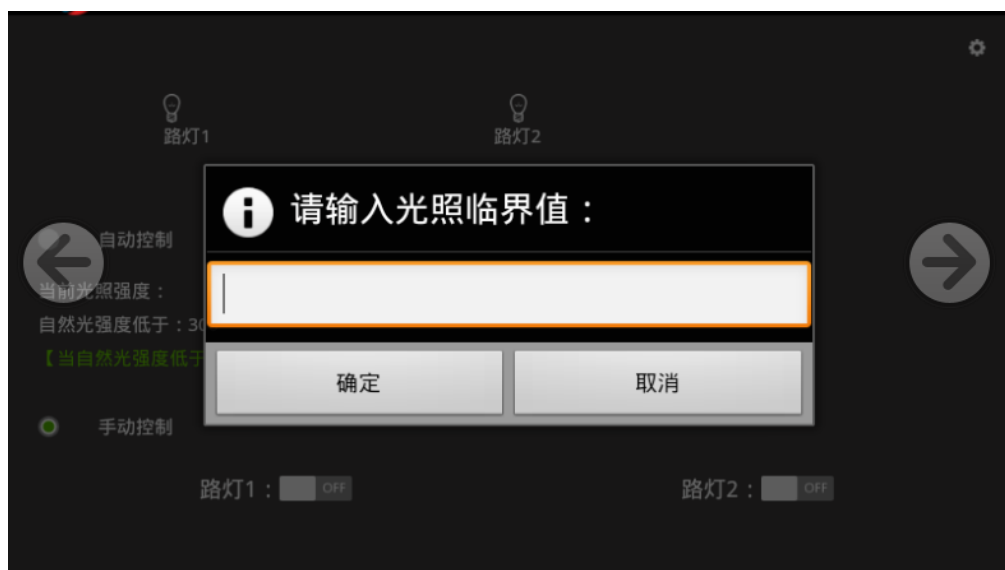 路灯1
路灯2
请输入光照临界值：
自动控制
当前光照强度：
自然光强度低于：30
【当自然光强度低于
确定
取消
手动控制
路灯1：
OFF
路灯2：
OFF